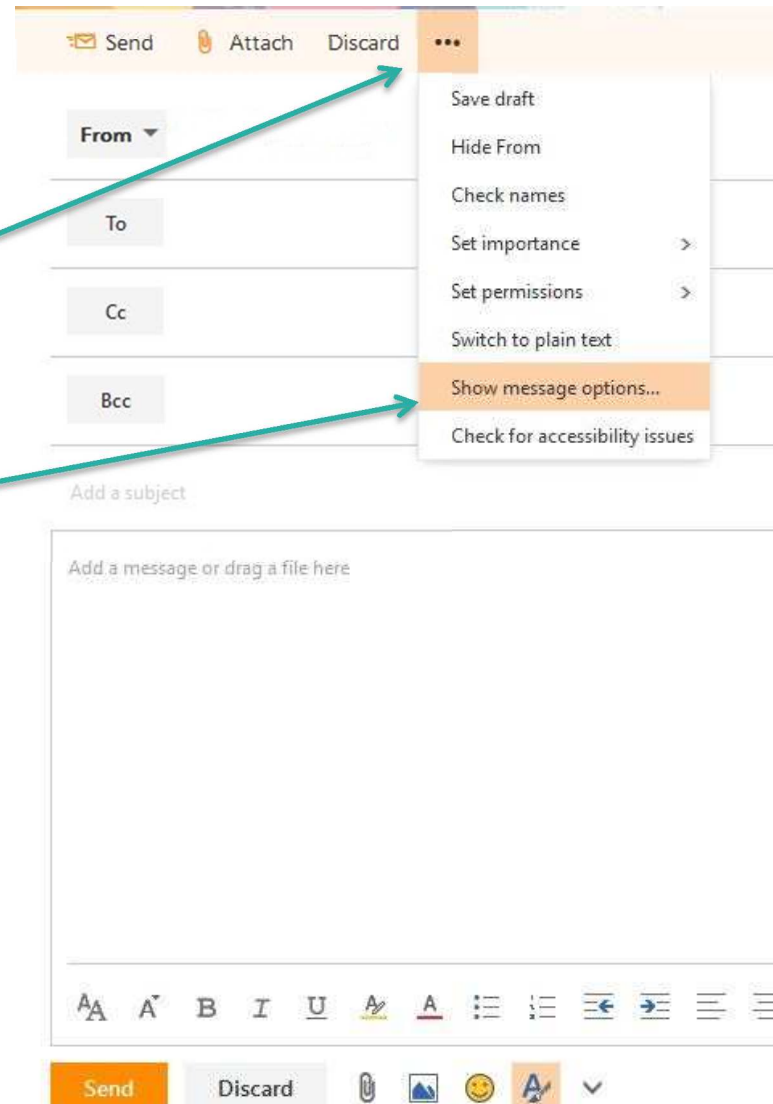 Send Attach Discard •••
Save draft
From
Hide From
Check names
To
Set importance >
Set permissions >
Cc
Switch to plain text
Show message options...
Bcc
Check for accessibility issues
Add a subject
Add a message or drag a file here
AA A B I U A A
Send Discard